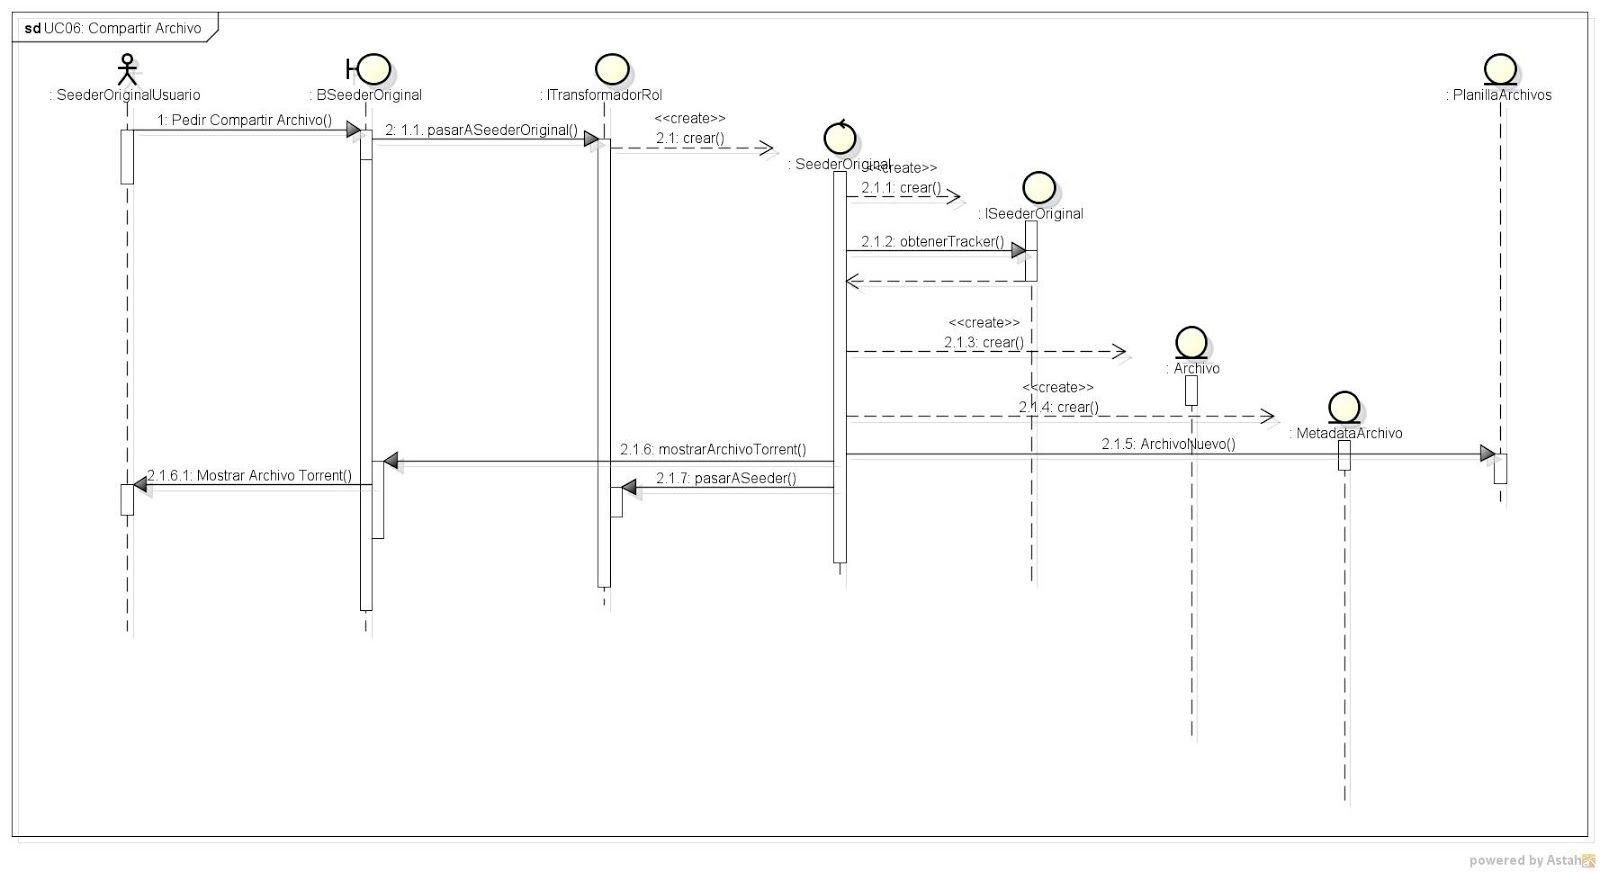 sd UC06: Compartir Archivo
: SeederOriginalUsuario
: BSeederOriginal
: ITransformadorRol
: PlanillaArchivos
1: Pedir Compartir Archivo()
2: 1.1. pasarASeederOriginal()
<<create>>
2.1: crear()
: SeederOriginal
<<create>>
2.1.1: crear()
: ISeederOriginal
2.1.2: obtenerTracker()
<<create>>
2.1.3: crear()
: Archivo
<<create>>
2.1.4: crear()
: MetadataArchivo
2.1.5: ArchivoNuevo()
2.1.6: mostrarArchivoTorrent()
2.1.6.1: Mostrar Archivo Torrent()
2.1.7: pasarASeeder()
powered by Astah